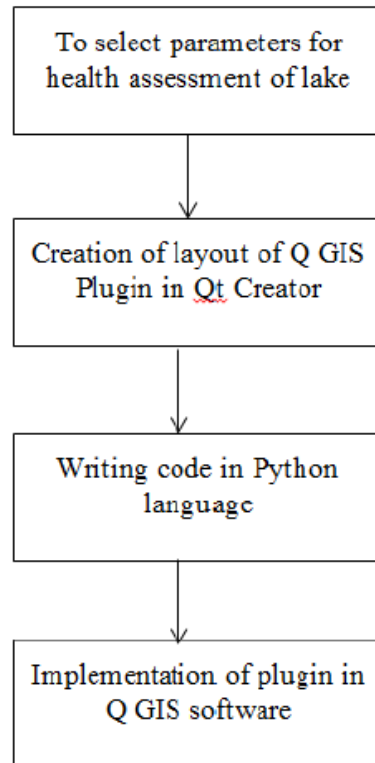 To select parameters for
health assessment of lake
Creation of layout of Q GIS
Plugin in Qt Creator
Writing code in Python
language
Implementation of plugin in
Q GIS software